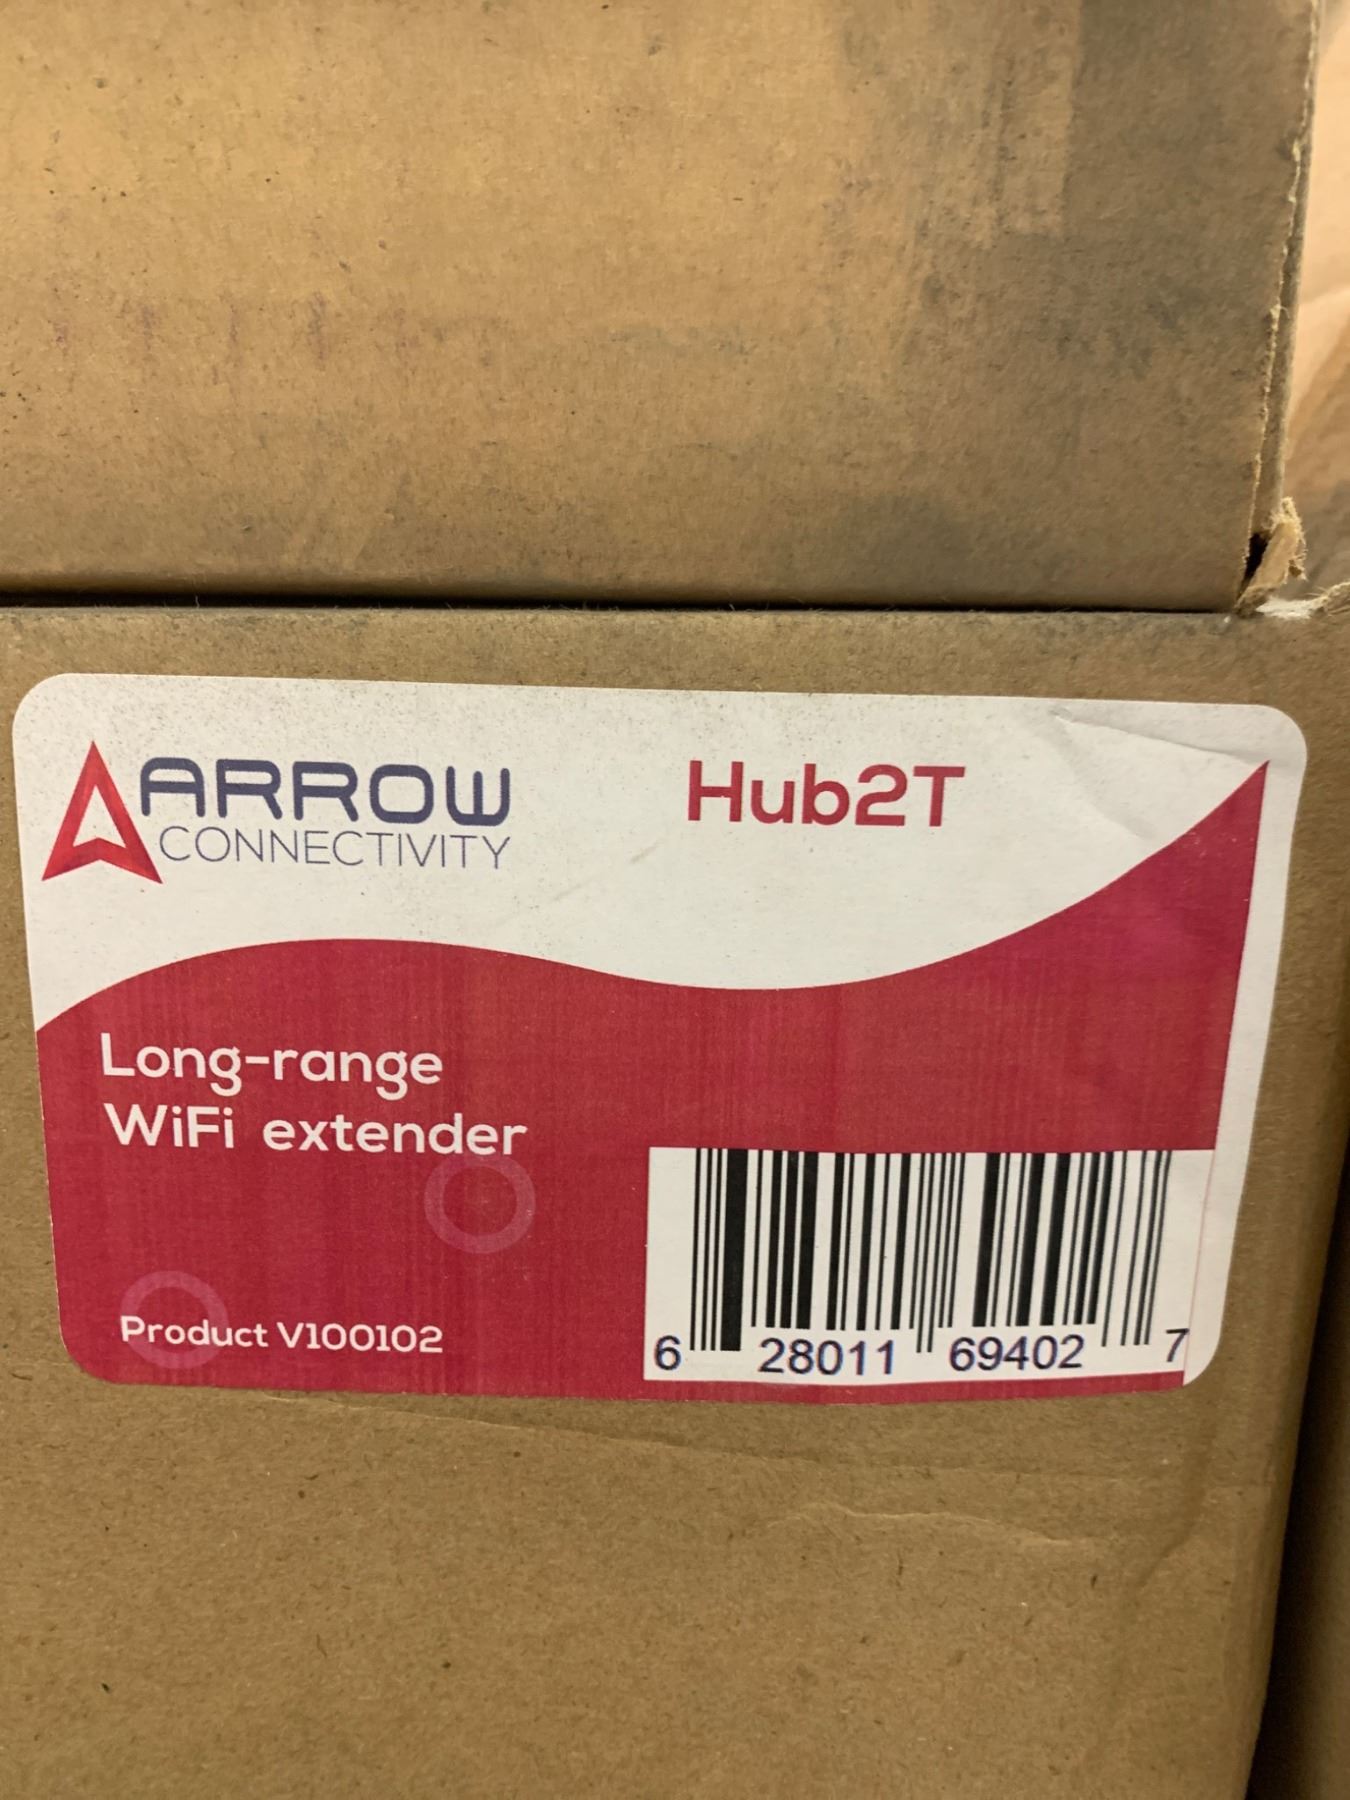 ARROW
CONNECTIVITY
Hub2T
Long-range
WiFi extender
Product V100102
6 28011 69402 7